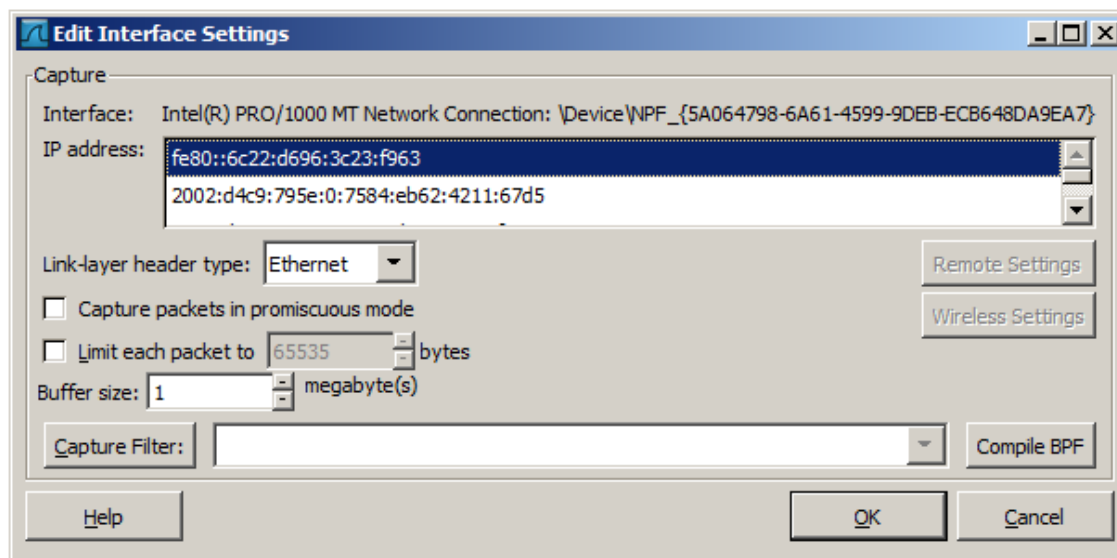 Edit Interface Settings
Capture
Interface: Intel(R) PRO/1000 MT Network Connection: \Device\NPF_{5A064798-6A61-4599-9DEB-ECB648DA9EA7}
IP address:
fe80::6c22:d696:3c23:f963
2002:d4c9:795e:0:7584:eb62:4211:67d5
Link-layer header type: Ethernet
Remote Settings
Capture packets in promiscuous mode
Wireless Settings
Limit each packet to 65535 bytes
Buffer size: 1 megabyte(s)
Capture Filter: Compile BPF
Help OK Cancel